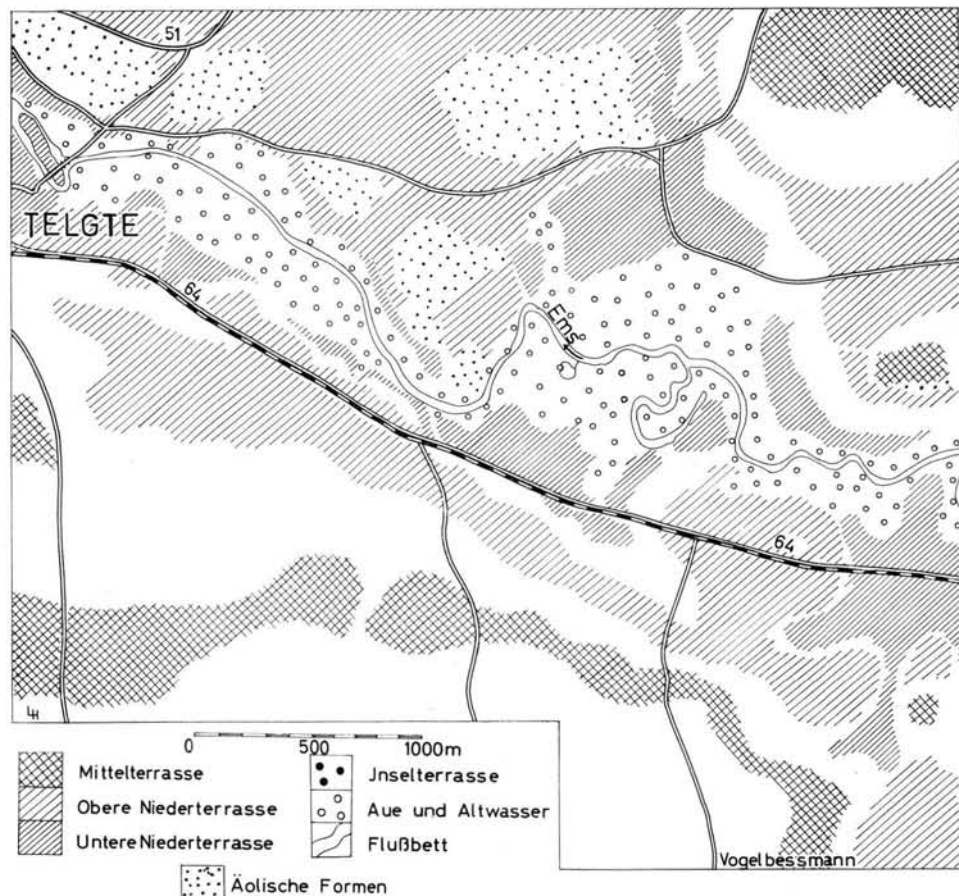 51
TELGTE
64
Ems
64
LH
0 500 1000m
Mittelterrasse
Obere Niederterrasse
Untere Niederterrasse
Jnselterrasse
Aue und Altwasser
Flußbett
Äolische Formen
Vogelbessmann